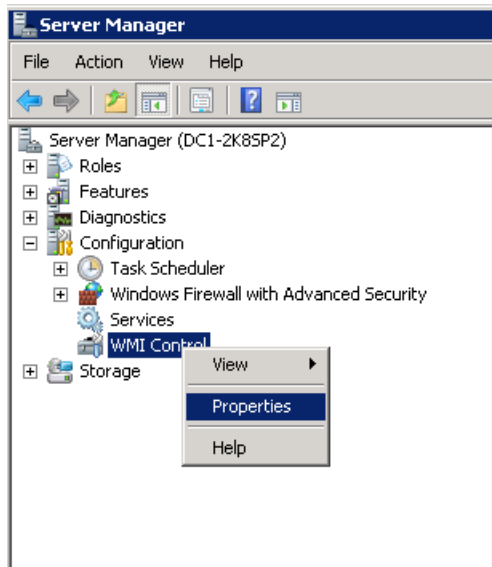 Server Manager
File Action View Help
Server Manager (DC1-2K8SP2)
Roles
Features
Diagnostics
Configuration
Task Scheduler
Windows Firewall with Advanced Security
Services
WMI Control
View
Storage
Properties
Help